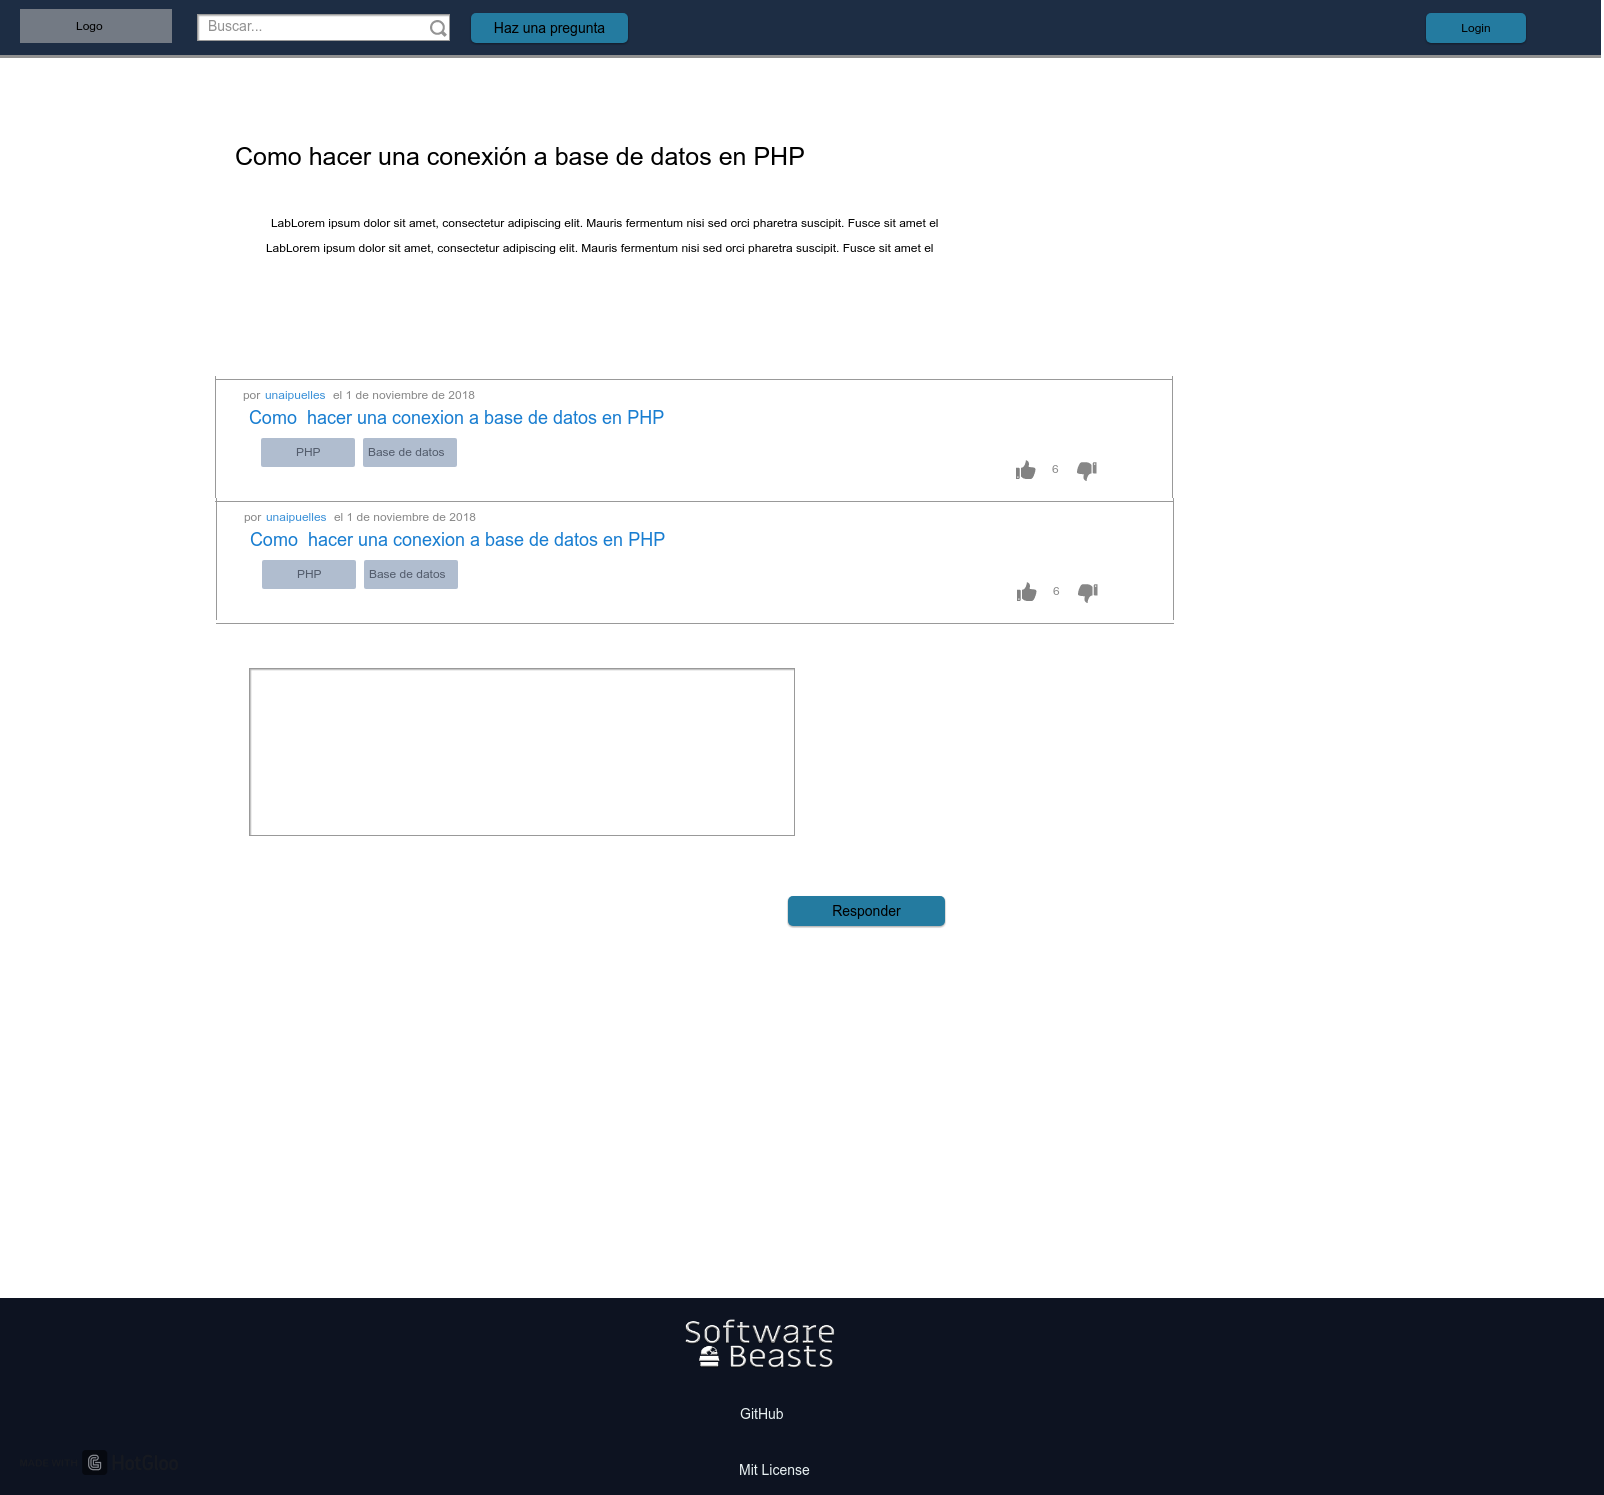 Logo
Buscar...
Haz una pregunta
Login
Como hacer una conexión a base de datos en PHP
LabLorem ipsum dolor sit amet, consectetur adipiscing elit. Mauris fermentum nisi sed orci pharetra suscipit. Fusce sit amet el
LabLorem ipsum dolor sit amet, consectetur adipiscing elit. Mauris fermentum nisi sed orci pharetra suscipit. Fusce sit amet el
por unaipuelles el 1 de noviembre de 2018
Como hacer una conexion a base de datos en PHP
PHP Base de datos
6
por unaipuelles el 1 de noviembre de 2018
Como hacer una conexion a base de datos en PHP
PHP Base de datos
6
Responder
Software
Beasts
GitHub
HotGloo
Mit License